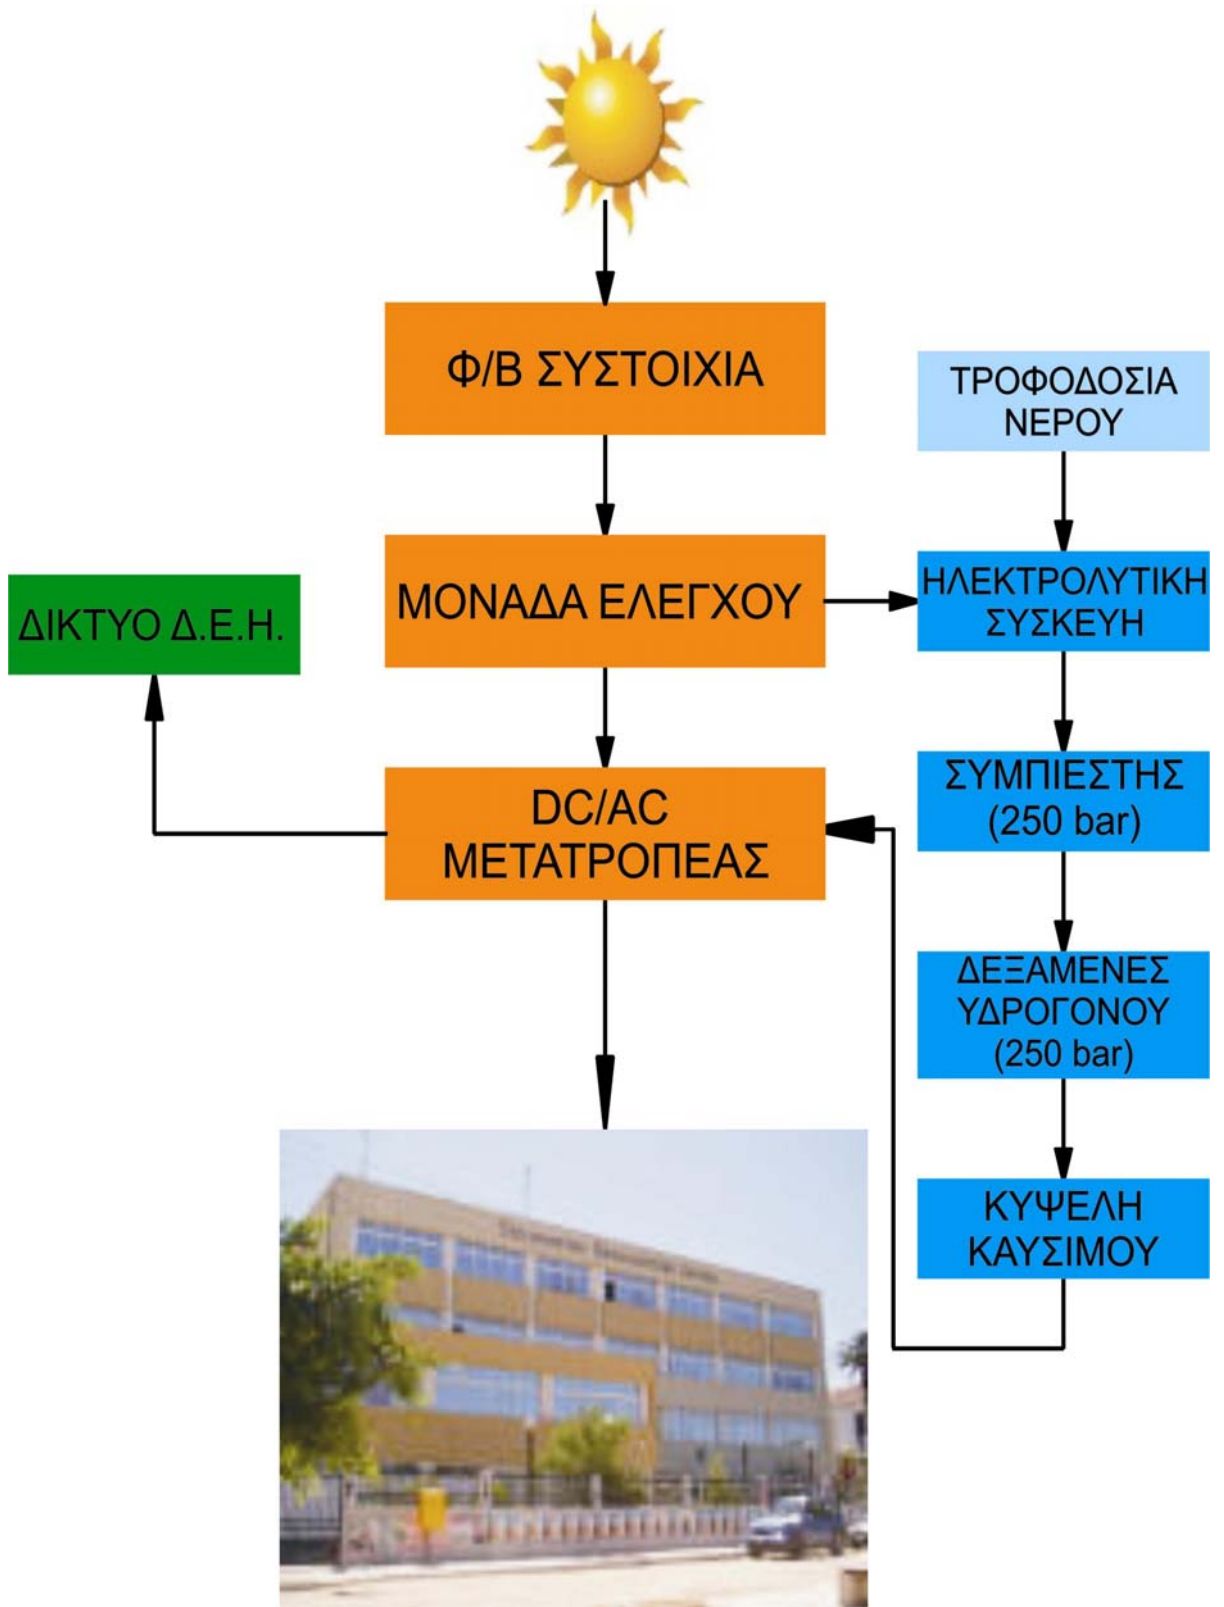 Φ/Β ΣΥΣΤΟΙΧΙΑ
ΤΡΟΦΟΔΟΣΙΑ
ΝΕΡΟΥ
ΜΟΝΑΔΑ ΕΛΕΓΧΟΥ
ΗΛΕΚΤΡΟΛΥΤΙΚΗ
ΣΥΣΚΕΥΗ
ΔΙΚΤΥΟ Δ.Ε.Η.
DC/AC
ΜΕΤΑΤΡΟΠΕΑΣ
ΣΥΜΠΙΕΣΤΗΣ
(250 bar)
ΔΕΞΑΜΕΝΕΣ
ΥΔΡΟΓΟΝΟΥ
(250 bar)
ΚΥΨΕΛΗ
ΚΑΥΣΙΜΟΥ